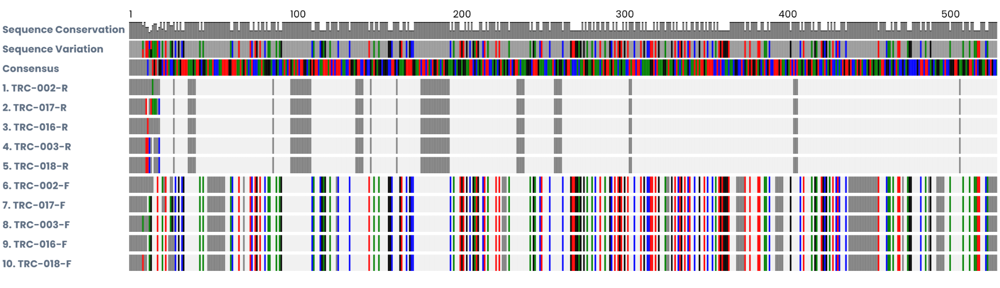 1 100 200 300 400 500
Sequence Conservation
Sequence Variation
Consensus
1. TRC-002-R
2. TRC-017-R
3. TRC-016-R
4. TRC-003-R
5. TRC-018-R
6. TRC-002-F
7. TRC-017-F
8. TRC-003-F
9. TRC-016-F
10. TRC-018-F